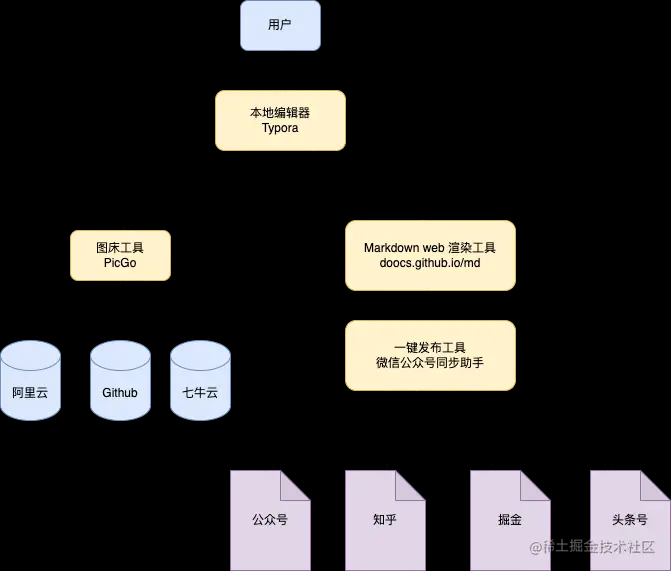 用户
本地编辑器
Typora
图床工具
PicGo
Markdown web 渲染工具
doocs.github.io/md
一键发布工具
微信公众号同步助手
阿里云
Github
七牛云
公众号
知乎
掘金
头条号
@稀土掘金技术社区